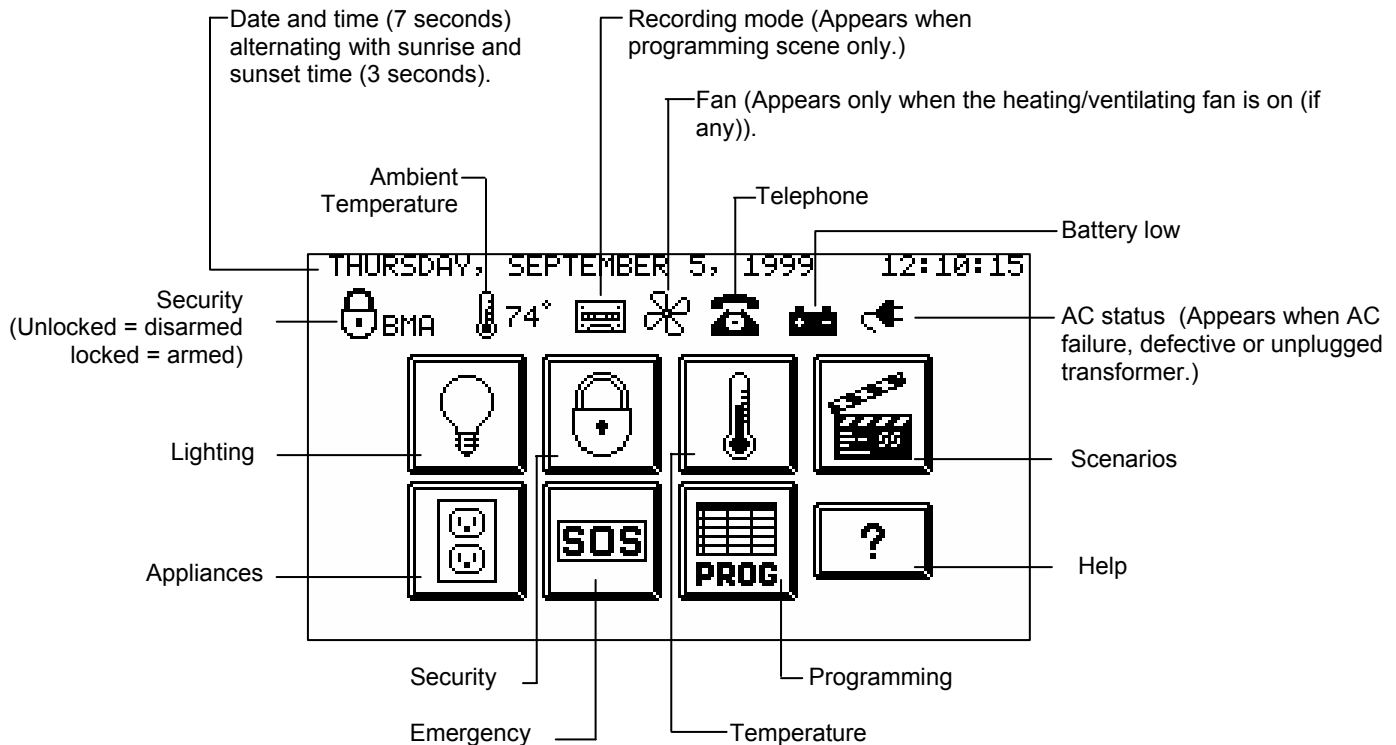 Date and time (7 seconds)
alternating with sunrise and
sunset time (3 seconds).
Recording mode (Appears when
programming scene only.)
Fan (Appears only when the heating/ventilating fan is on (if
any)).
Ambient
Temperature
Telephone
Battery low
THURSDAY, SEPTEMBER 5, 1999 12:10:15
Security
(Unlocked = disarmed
locked = armed)
BMA 74°
AC status (Appears when AC
failure, defective or unplugged
transformer.)
Lighting
Scenarios
Appliances
SOS
PROG
?
Help
Security
Programming
Emergency
Temperature